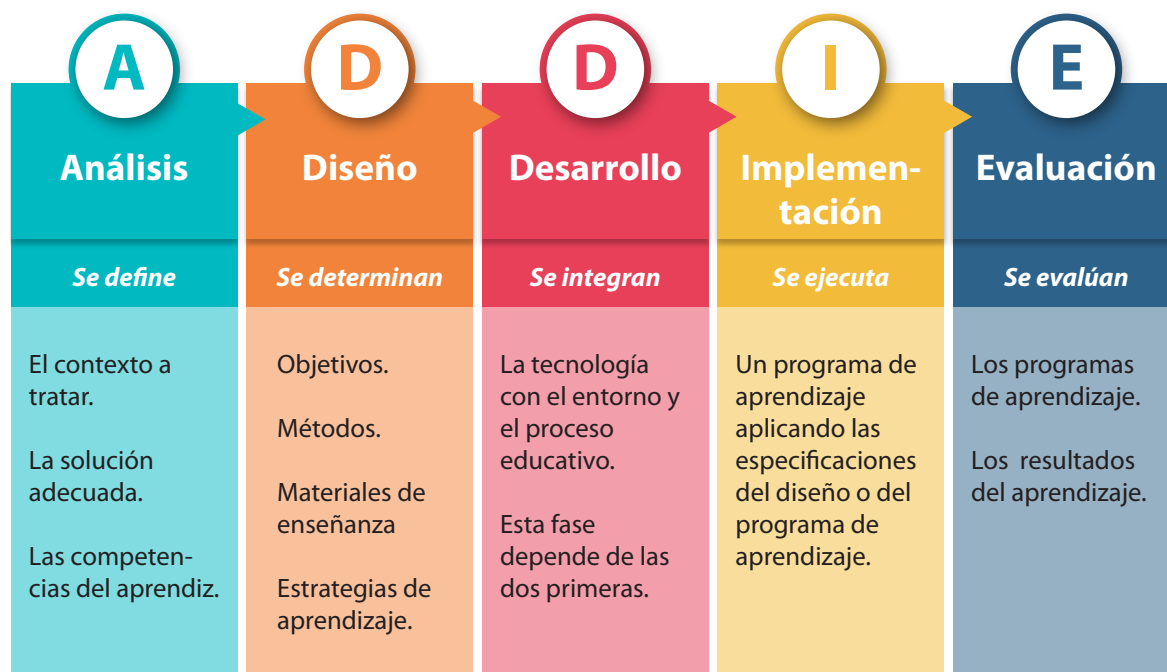 A
Análisis
Se define
El contexto a
tratar.
La solución
adecuada.
Las competen-
cias del aprendiz.
D
Diseño
Se determinan
Objetivos.
Métodos.
Materiales de
enseñanza
Estrategias de
aprendizaje.
D
Desarrollo
Se integran
La tecnología
con el entorno y
el proceso
educativo.
Esta fase
depende de las
dos primeras.
I
Implemen-
tación
Se ejecuta
Un programa de
aprendizaje
aplicando las
especificaciones
del diseño o del
programa de
aprendizaje.
E
Evaluación
Se evalúan
Los programas
de aprendizaje.
Los resultados
del aprendizaje.